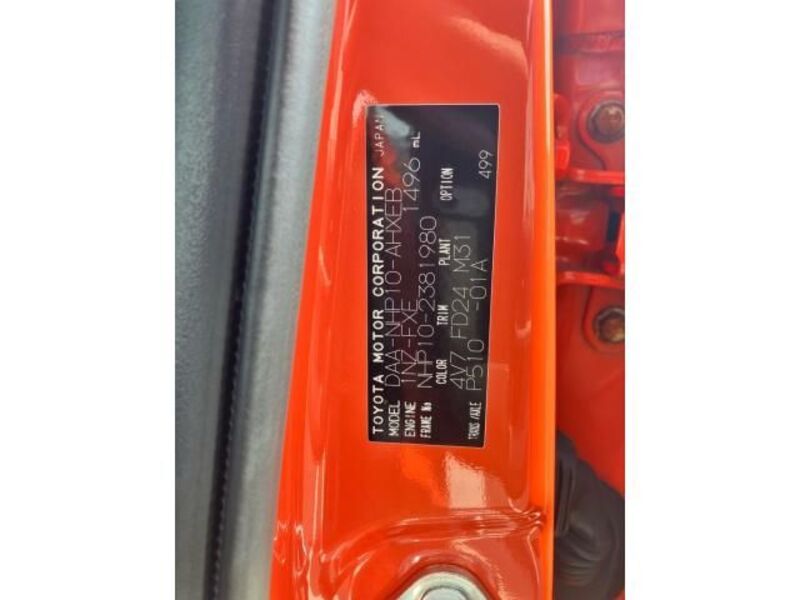 TOYOTA MOTOR CORPORATION JAPAN
MODEL DAA-NHP10-AHXEB
ENGINE 1NZ-FXE 1496 mL
FRAME No NHP10-2381980
COLOR TRIM PLANT OPTION
4V7 FD24 M31 499
TRANS/AXLE P510 -01A